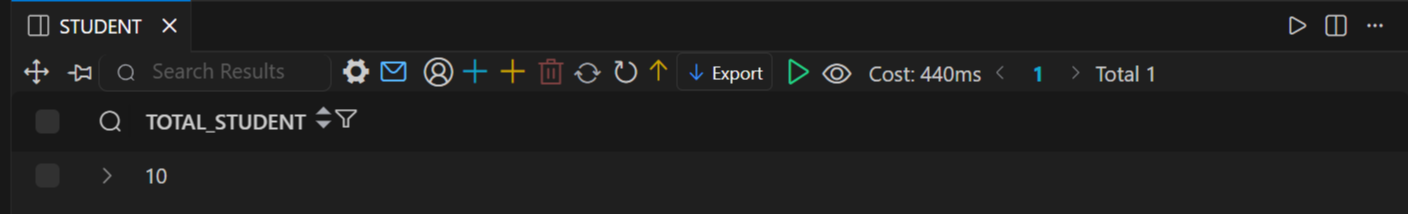 STUDENT
Search Results Export Cost: 440ms 1 Total 1
TOTAL_STUDENT
10